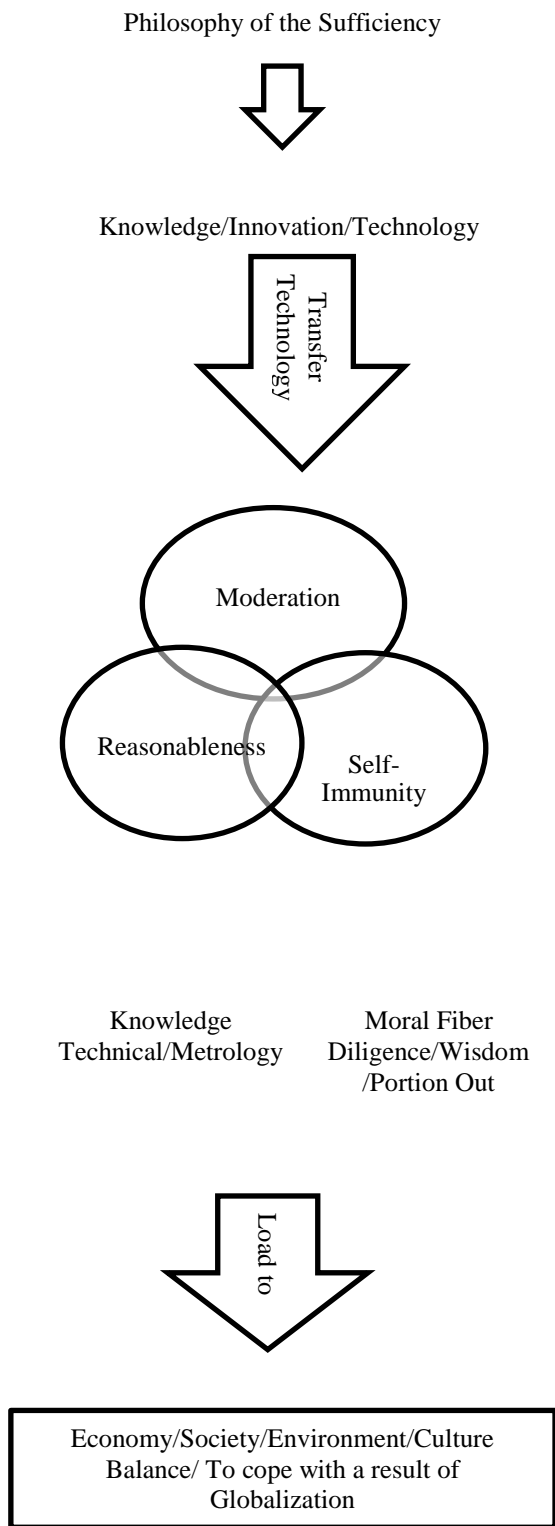 Philosophy of the Sufficiency
Knowledge/Innovation/Technology
Transfer
Technology
Moderation
Reasonableness
Self-
Immunity
Knowledge
Technical/Metrology
Moral Fiber
Diligence/Wisdom
/Portion Out
Load to
Economy/Society/Environment/Culture
Balance/ To cope with a result of
Globalization